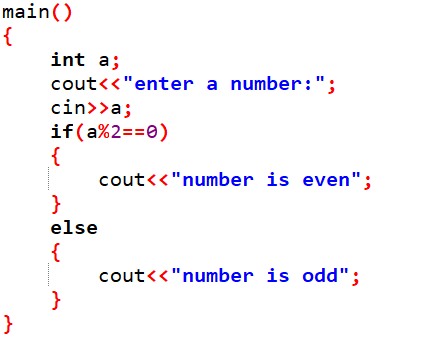 main()
{
    int a;
    cout<<"enter a number:";
    cin>>a;
    if(a%2==0)
    {
        cout<<"number is even";
    }
    else
    {
        cout<<"number is odd";
    }
}